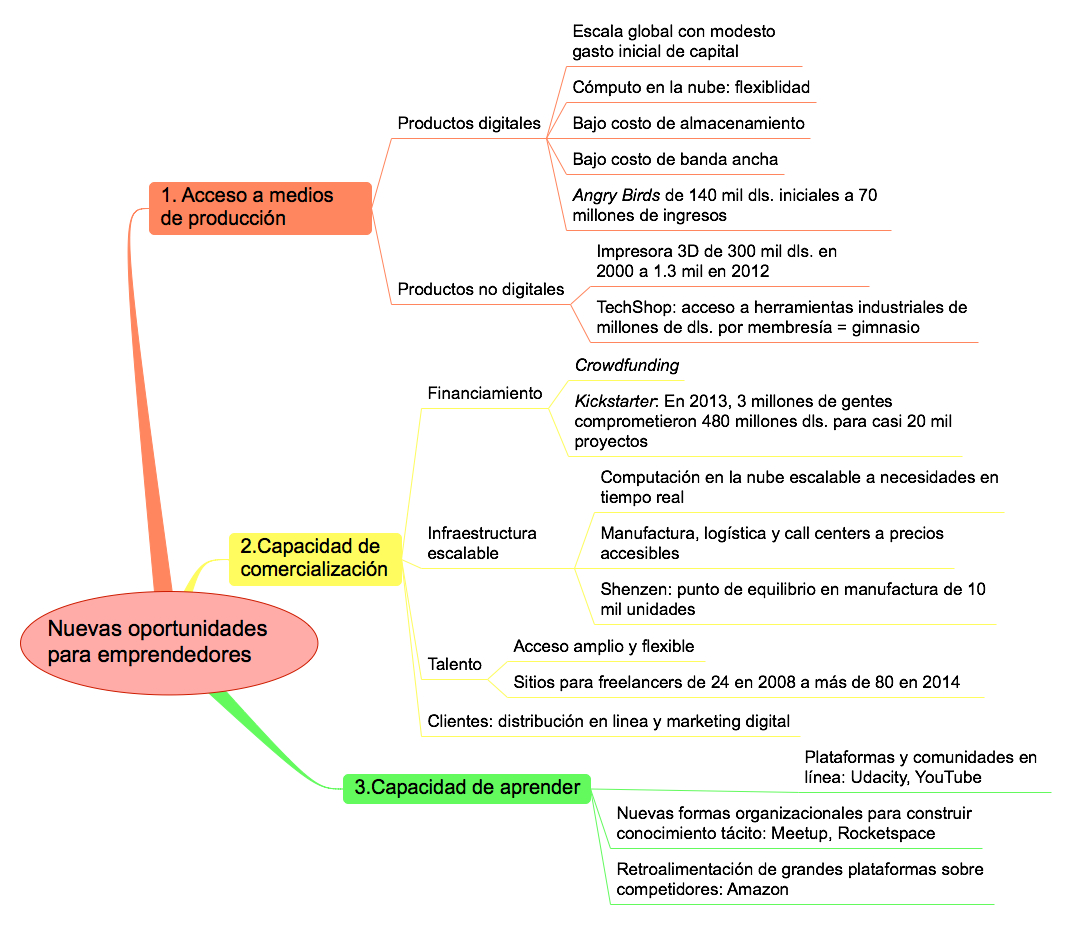 Escala global con modesto
gasto inicial de capital
Cómputo en la nube: flexiblidad
Productos digitales
Bajo costo de almacenamiento
Bajo costo de banda ancha
Angry Birds de 140 mil dls. iniciales a 70
millones de ingresos
1. Acceso a medios
de producción
Impresora 3D de 300 mil dls. en
2000 a 1.3 mil en 2012
Productos no digitales
TechShop: acceso a herramientas industriales de
millones de dls. por membresía = gimnasio
Crowdfunding
Financiamiento
Kickstarter: En 2013, 3 millones de gentes
comprometieron 480 millones dls. para casi 20 mil
proyectos
Computación en la nube escalable a necesidades en
tiempo real
Infraestructura
escalable
Manufactura, logística y call centers a precios
accesibles
2.Capacidad de
comercialización
Shenzen: punto de equilibrio en manufactura de 10
mil unidades
Nuevas oportunidades
para emprendedores
Acceso amplio y flexible
Talento
Sitios para freelancers de 24 en 2008 a más de 80 en 2014
Clientes: distribución en linea y marketing digital
Plataformas y comunidades en
línea: Udacity, YouTube
3.Capacidad de aprender
Nuevas formas organizacionales para construir
conocimiento tácito: Meetup, Rocketspace
Retroalimentación de grandes plataformas sobre
competidores: Amazon